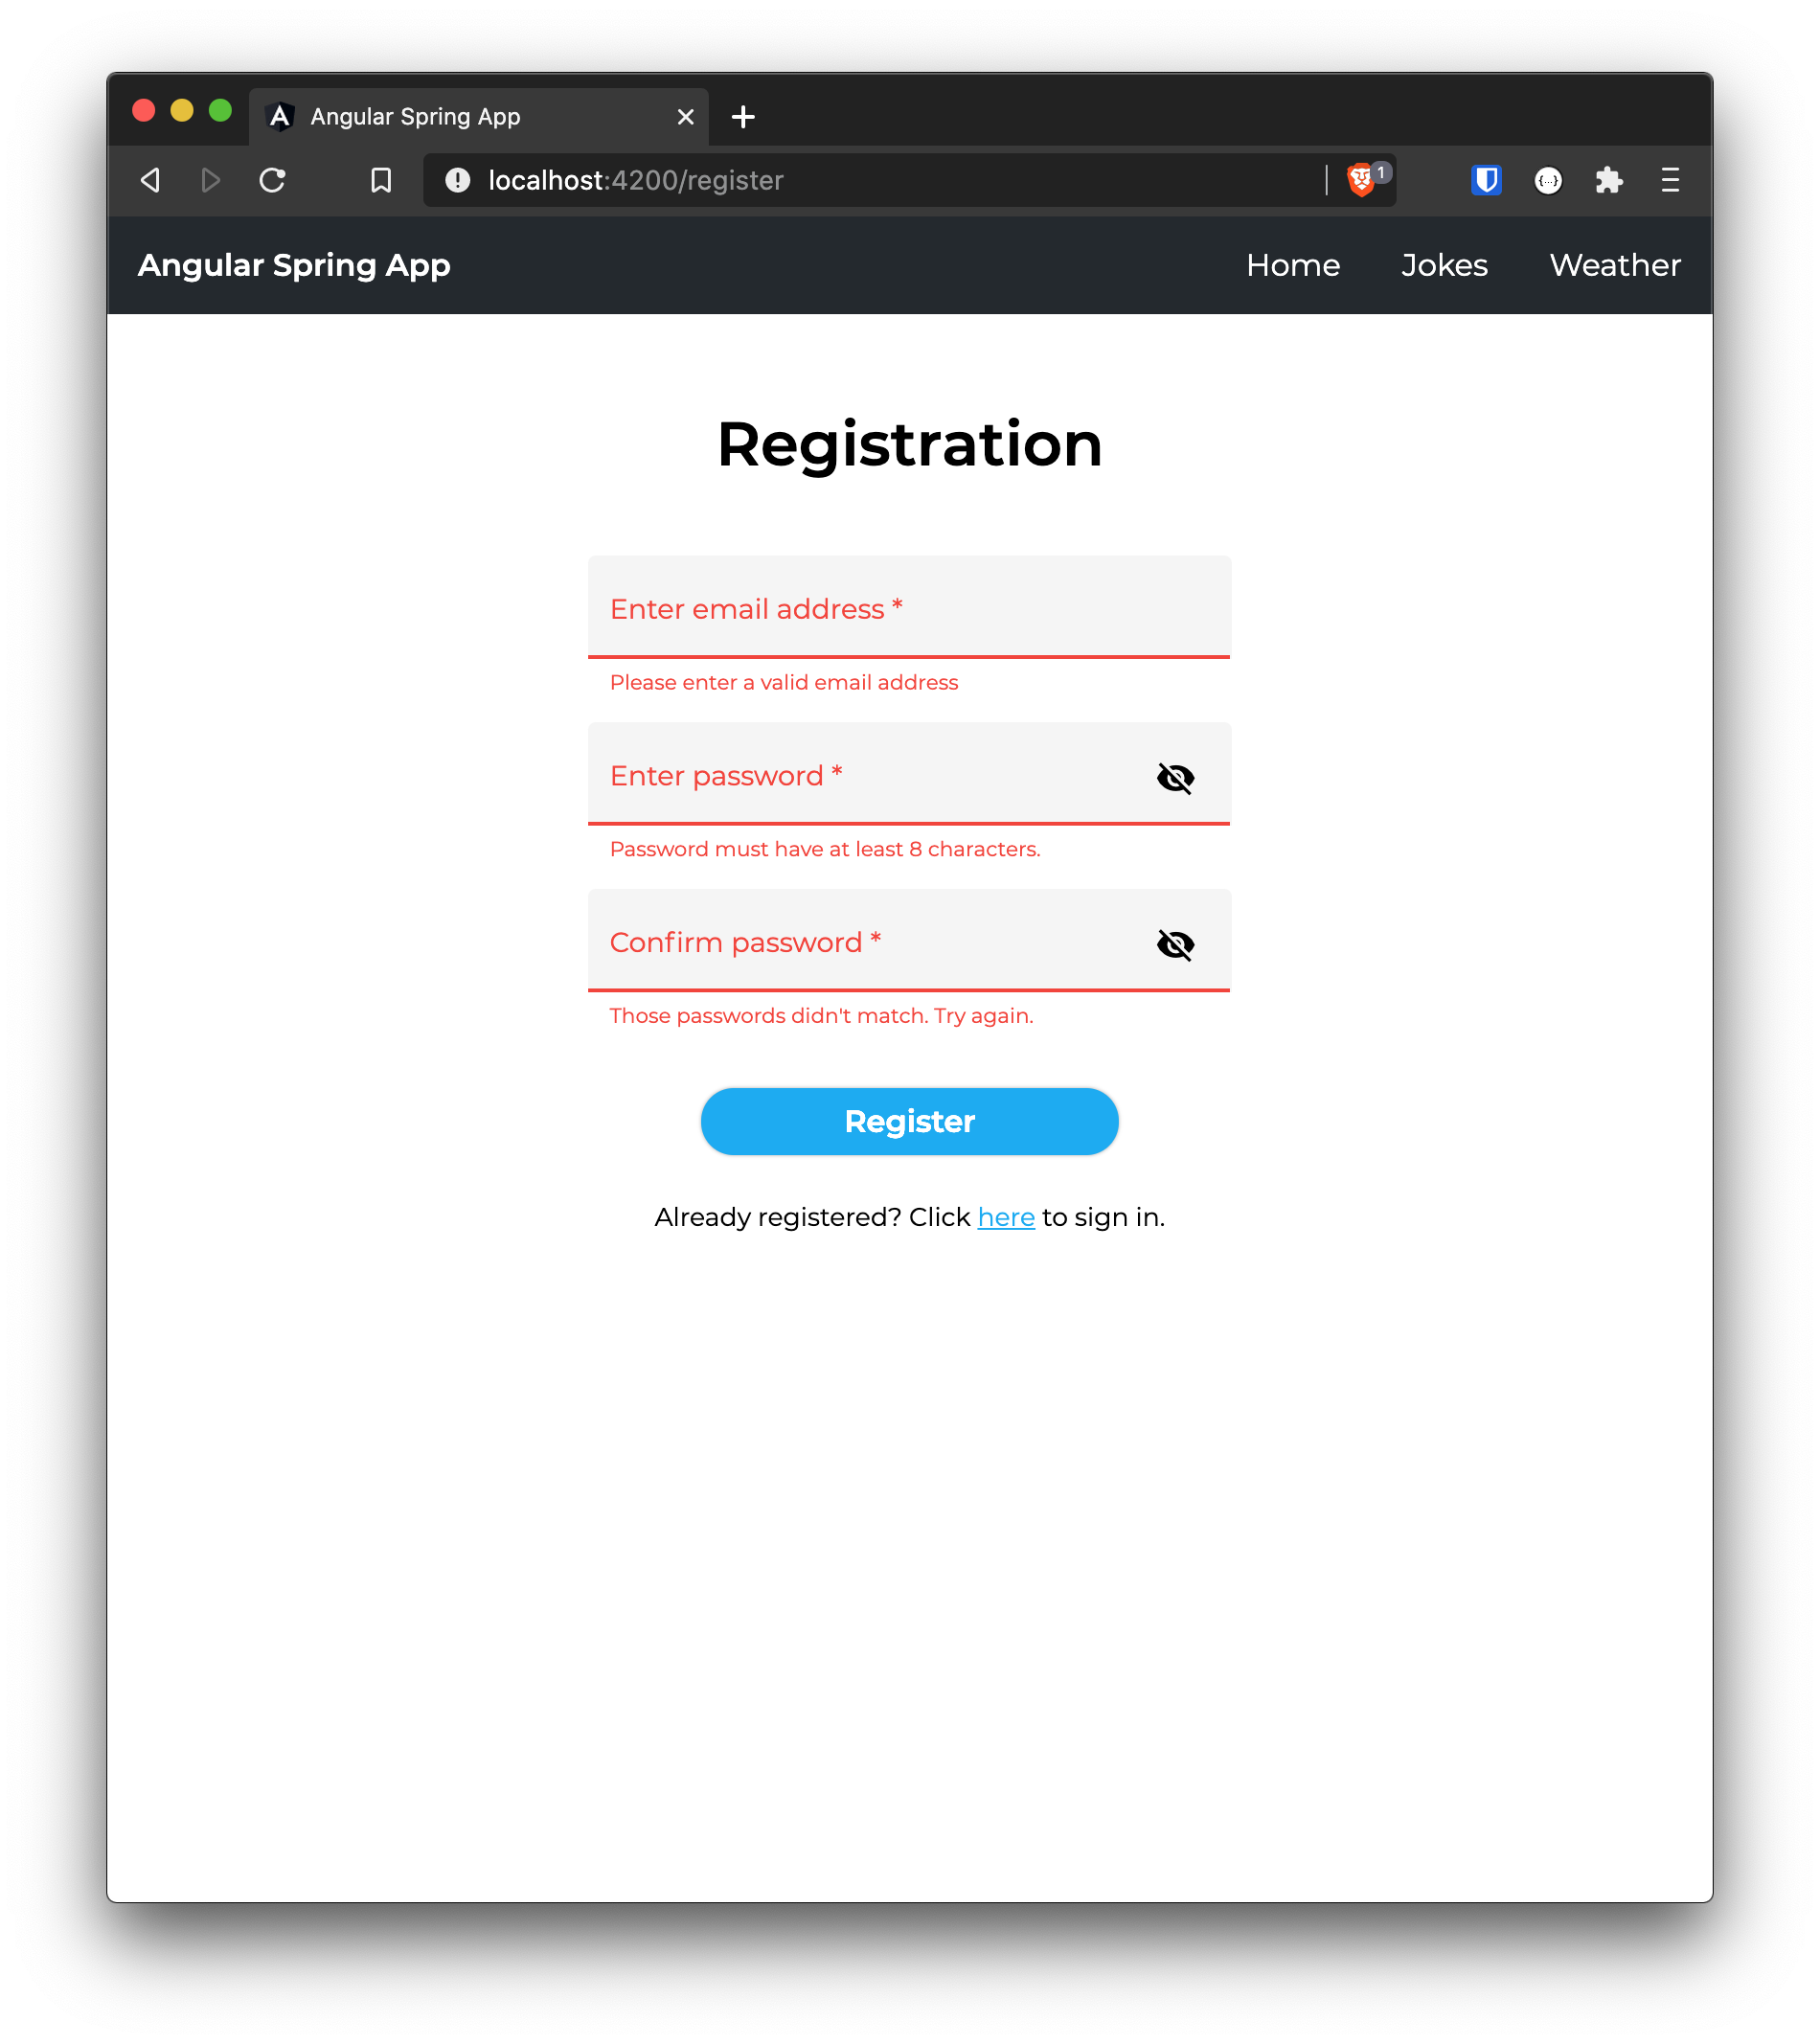 Angular Spring App
localhost:4200/register
1
Angular Spring App
Home
Jokes
Weather
Registration
Enter email address *
Please enter a valid email address
Enter password *
Password must have at least 8 characters.
Confirm password *
Those passwords didn't match. Try again.
Register
Already registered? Click here to sign in.